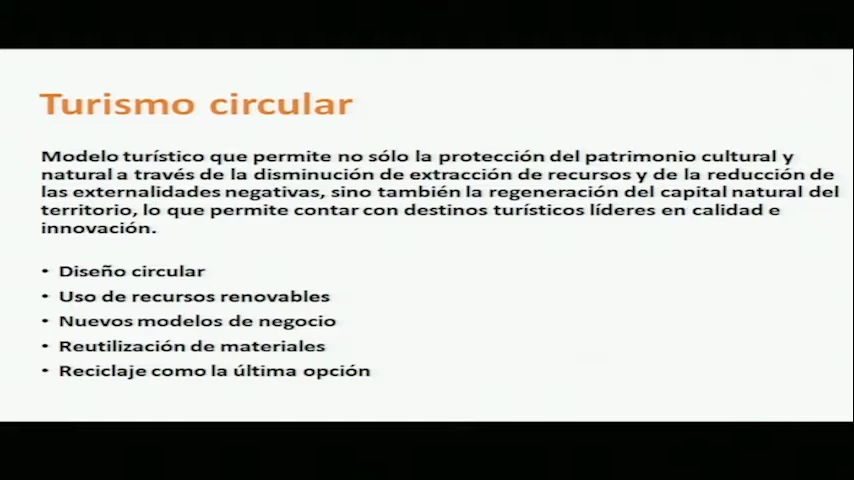 Turismo circular
Modelo turístico que permite no sólo la protección del patrimonio cultural y
natural a través de la disminución de extracción de recursos y de la reducción de
las externalidades negativas, sino también la regeneración del capital natural del
territorio, lo que permite contar con destinos turísticos líderes en calidad e
innovación.
• Diseño circular
• Uso de recursos renovables
• Nuevos modelos de negocio
• Reutilización de materiales
• Reciclaje como la última opción